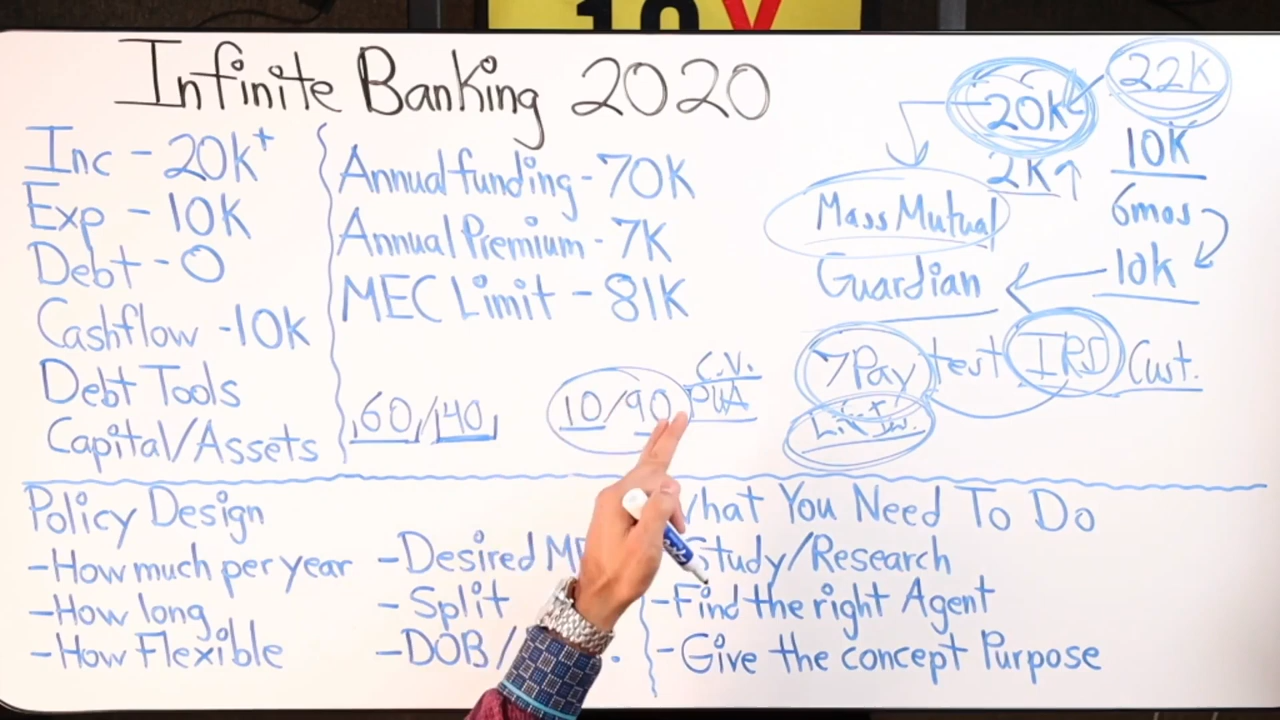 Infinite Banking 2020
Inc - 20K+
Exp - 10K
Debt - 0
Cashflow - 10K
Debt Tools
Capital/Assets
Annual funding - 70K
Annual Premium - 7K
MEC Limit - 81K
60/40
10/90
C.V.
PUA
20K
22K
2K↑
10K
6mos
10K
Mass Mutual
Guardian
7Pay test IRS Cust.
Policy Design
- How much per year
- How long
- How Flexible
- Desired
- Split
- DOB/
What You Need To Do
Study/Research
- Find the right Agent
- Give the concept Purpose